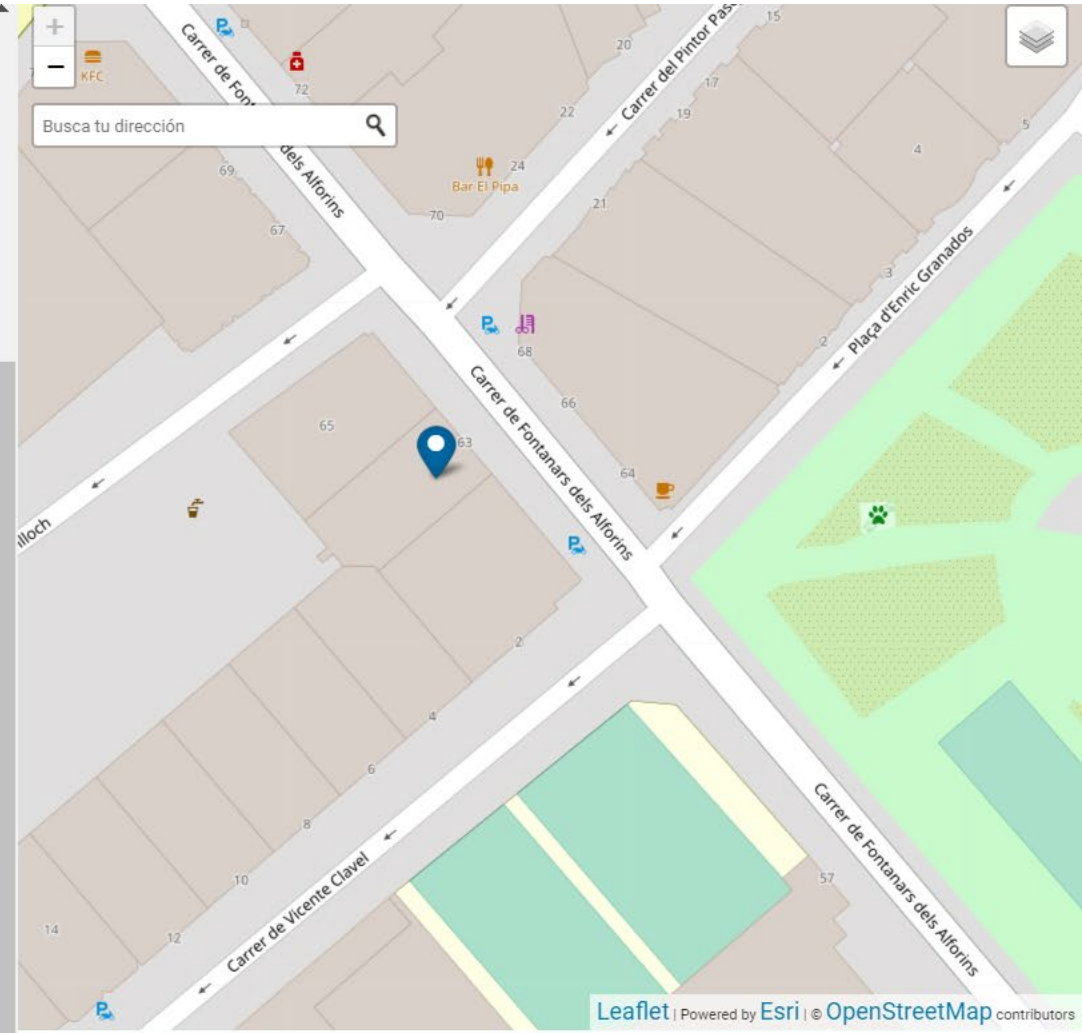 15
Carrer del Pintor Pasc
Carrer de Font
dels Alforins
20
KFC
72
17
22
19
5
Busca tu dirección
4
69
24
Bar El Pipa
21
70
67
3
Plaça d'Enric Granados
68
2
Carrer de Fontanars dels Alforins
66
65
63
64
lloch
2
4
6
8
Carrer de Fontanars dels Alforins
10
57
Carrer de Vicente Clavel
14
12
Leaflet | Powered by Esri | © OpenStreetMap contributors